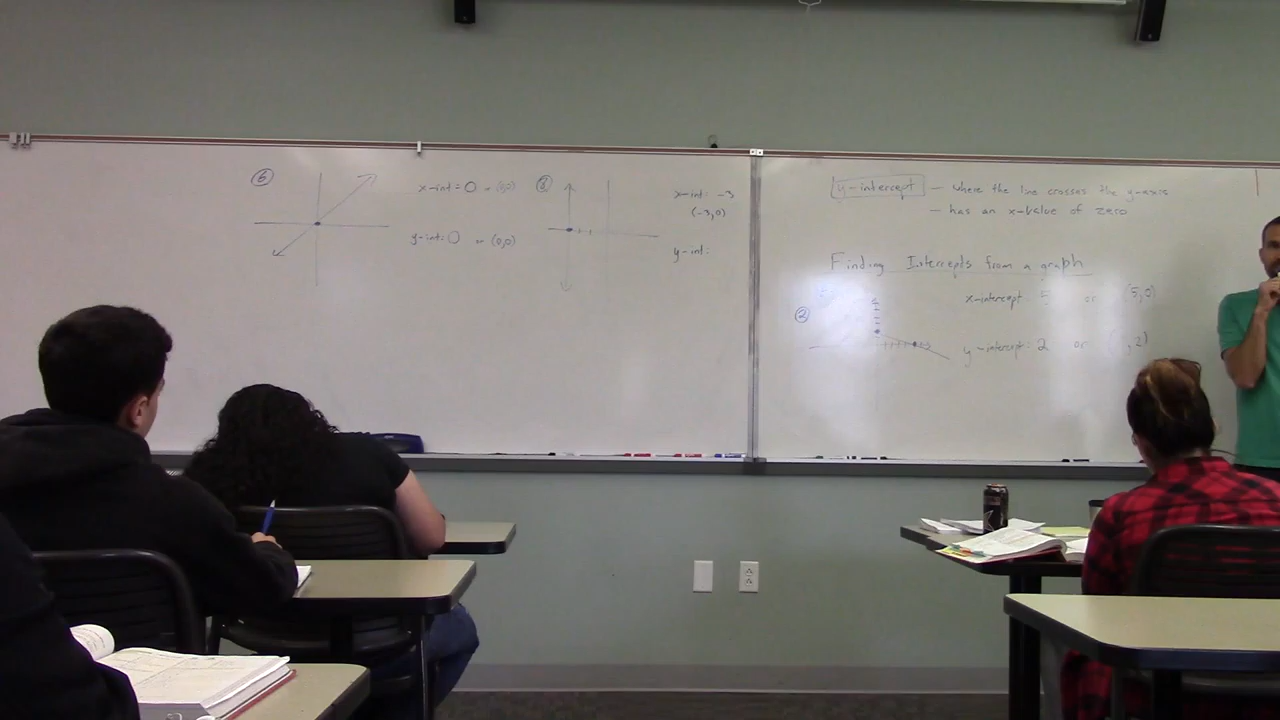 6
x-int = 0 or (0,0)
y-int: 0 or (0,0)
8
x-int: -3
(-3,0)
y-int:
y-intercept - where the line crosses the y-axis
- has an x-value of zero
Finding Intercepts from a graph
2
x-intercept: 5 or (5,0)
y-intercept: 2 or ( ,2)